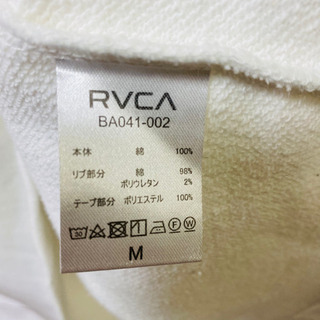 RVCA
BA041-002
本体 綿 100%
リブ部分 綿 98%
ポリウレタン 2%
テープ部分 ポリエステル 100%
M